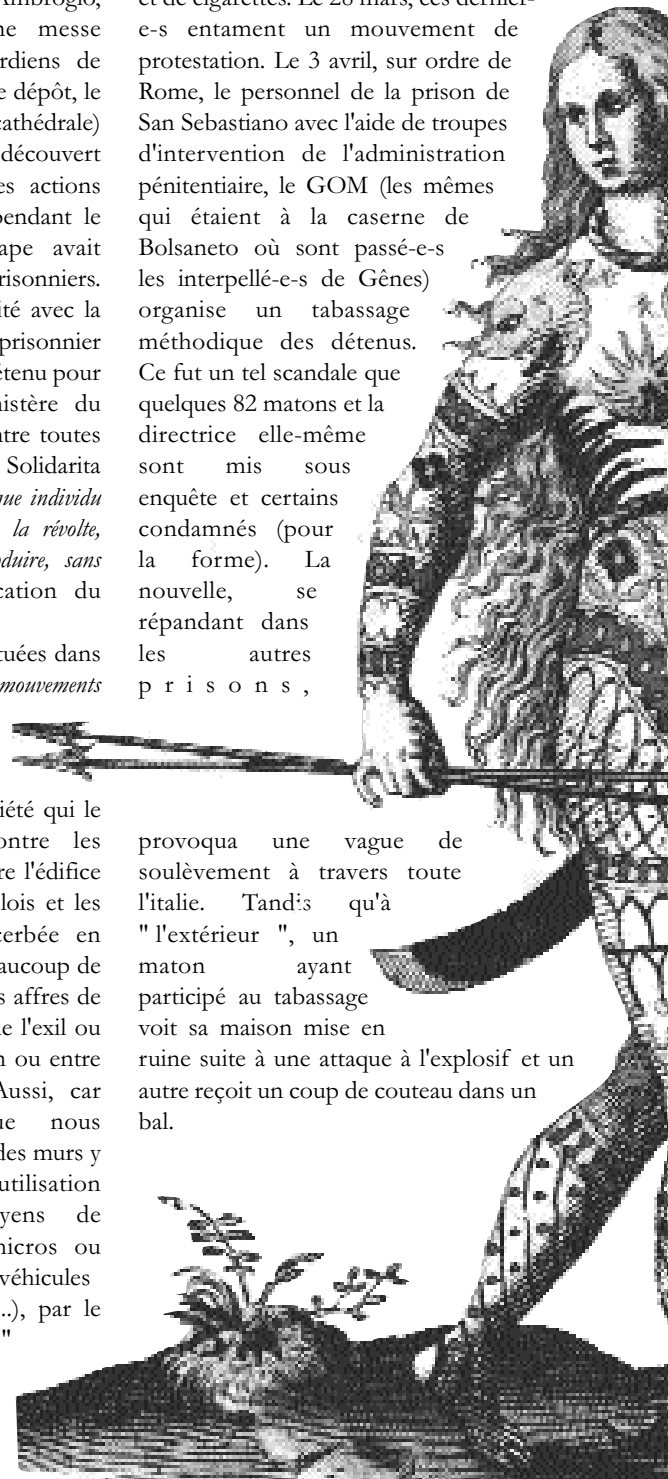 Ambrogio,
ne messe
rdiens de
e dépôt, le
cathédrale)
découvert
es actions
pendant le
ape avait
risonniers.
ité avec la
prisonnier
étenu pour
nistère du
ntre toutes
Solidarita
que individu
la révolte,
oduire, sans
cation du
tuées dans
mouvements
iété qui le
ontre les
re l'édifice
lois et les
cerbée en
aucoup de
s affres de
le l'exil ou
n ou entre
Aussi, car
ue nous
des murs y
utilisation
yens de
nicros ou
véhicules
..), par le
"
et de cigarettes. Le 28 mars, ces dernier-
e-s entament un mouvement de
protestation. Le 3 avril, sur ordre de
Rome, le personnel de la prison de
San Sebastiano avec l'aide de troupes
d'intervention de l'administration
pénitentiaire, le GOM (les mêmes
qui étaient à la caserne de
Bolsaneto où sont passé-e-s
les interpellé-e-s de Gênes)
organise un tabassage
méthodique des détenus.
Ce fut un tel scandale que
quelques 82 matons et la
directrice elle-même
sont mis sous
enquête et certains
condamnés (pour
la forme). La
nouvelle, se
répandant dans
les autres
prisons,
provoqua une vague de
soulèvement à travers toute
l'italie. Tandis qu'à
" l'extérieur ", un
maton ayant
participé au tabassage
voit sa maison mise en
ruine suite à une attaque à l'explosif et un
autre reçoit un coup de couteau dans un
bal.